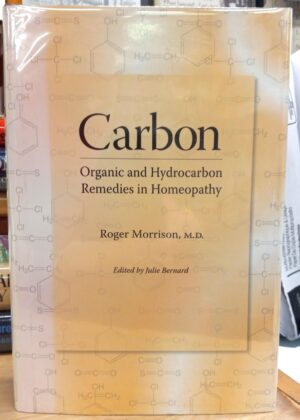 Carbon
Organic and Hydrocarbon
Remedies in Homeopathy
Roger Morrison, M.D.
Edited by Julie Bernard